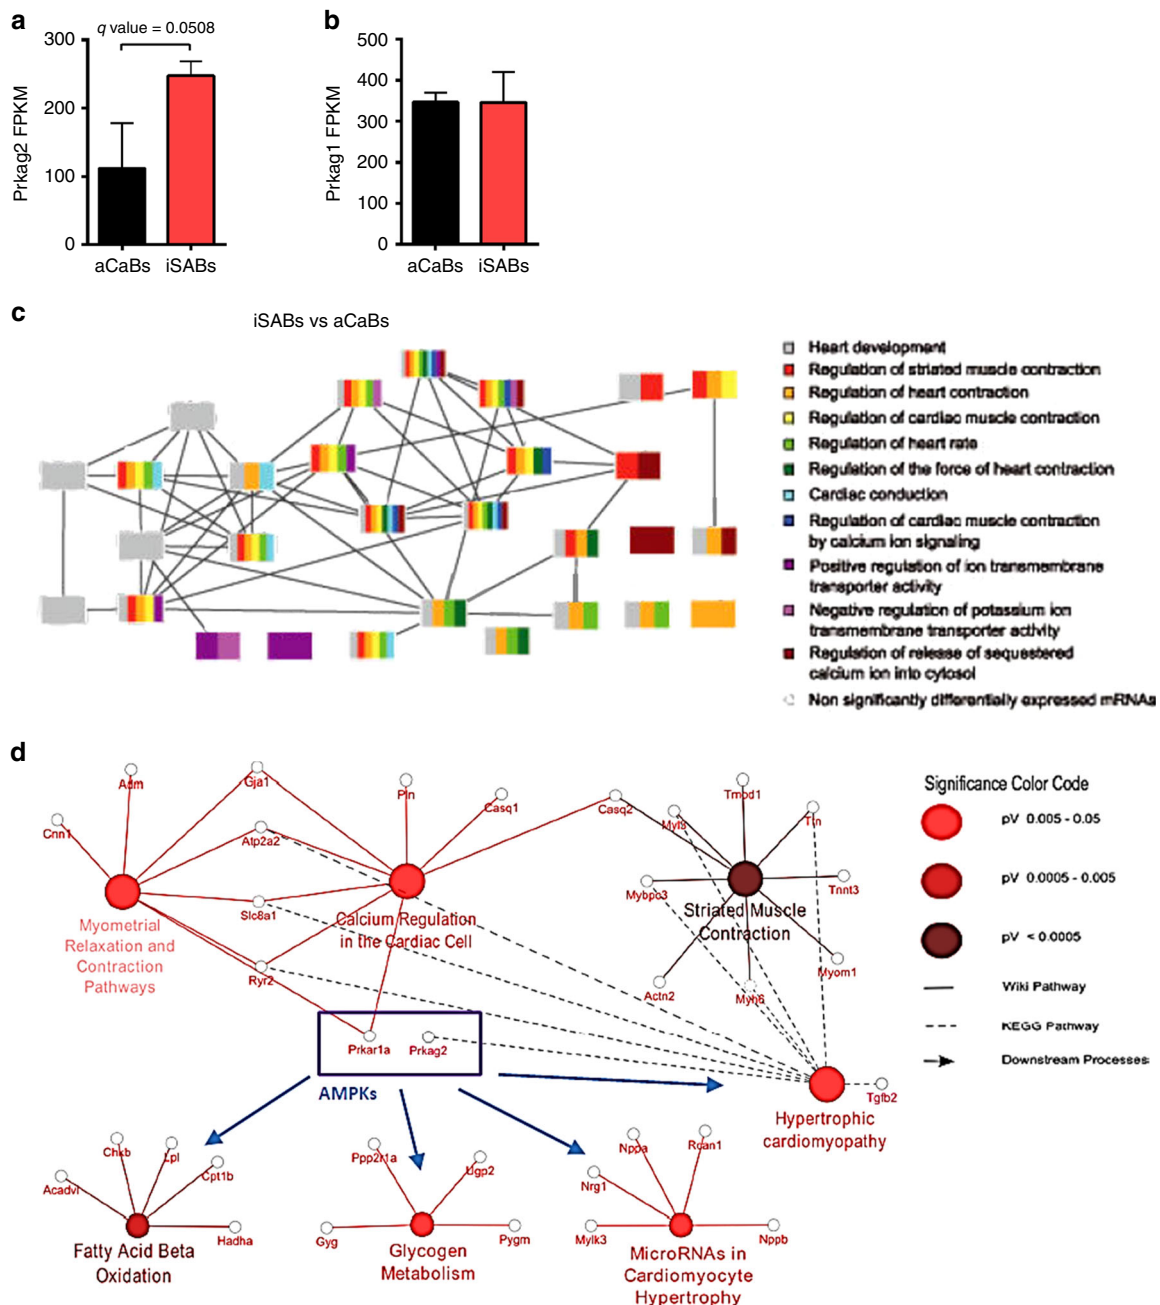 a
q value = 0.0508
300
200
100
0
Prkag2 FPKM
aCaBs
iSABs
b
500
400
300
400
100
0
Prkag1 FPKM
aCaBs
iSABs
c
iSABs vs aCaBs
Heart development
Regulation of striated muscle contraction
Regulation of heart contraction
Regulation of cardiac muscle contraction
Regulation of heart rate
Regulation of the force of heart contraction
Cardiac conduction
Regulation of cardiac muscle contraction
by calcium ion signaling
Positive regulation of ion transmembrane
transporter activity
Negative regulation of potassium ion
transmembrane transporter activity
Regulation of release of sequestered
calcium ion into cytosol
Non significantly differentially expressed mRNAs
d
Adm
Gja1
Pln
Casq1
Casq2
Tmod1
Myl3
Ttn
Cnn1
Atp2a2
Mybpc3
Tnnt3
Slc8a1
Calcium Regulation
in the Cardiac Cell
Striated Muscle
Contraction
Myometrial
Relaxation and
Contraction
Pathways
Ryr2
Actn2
Myh6
Myom1
Prkar1a
Prkag2
AMPKs
Tgfb2
Hypertrophic
cardiomyopathy
Significance Color Code
pV 0.005 - 0.05
pV 0.0005 - 0.005
pV < 0.0005
Wiki Pathway
KEGG Pathway
Downstream Processes
Chkb
Lpl
Cpt1b
Acadvl
Hadha
Fatty Acid Beta
Oxidation
Ppp2r1a
Ugp2
Gyg
Pygm
Glycogen
Metabolism
Nppa
Rcan1
Nrg1
Mylk3
Nppb
MicroRNAs in
Cardiomyocyte
Hypertrophy